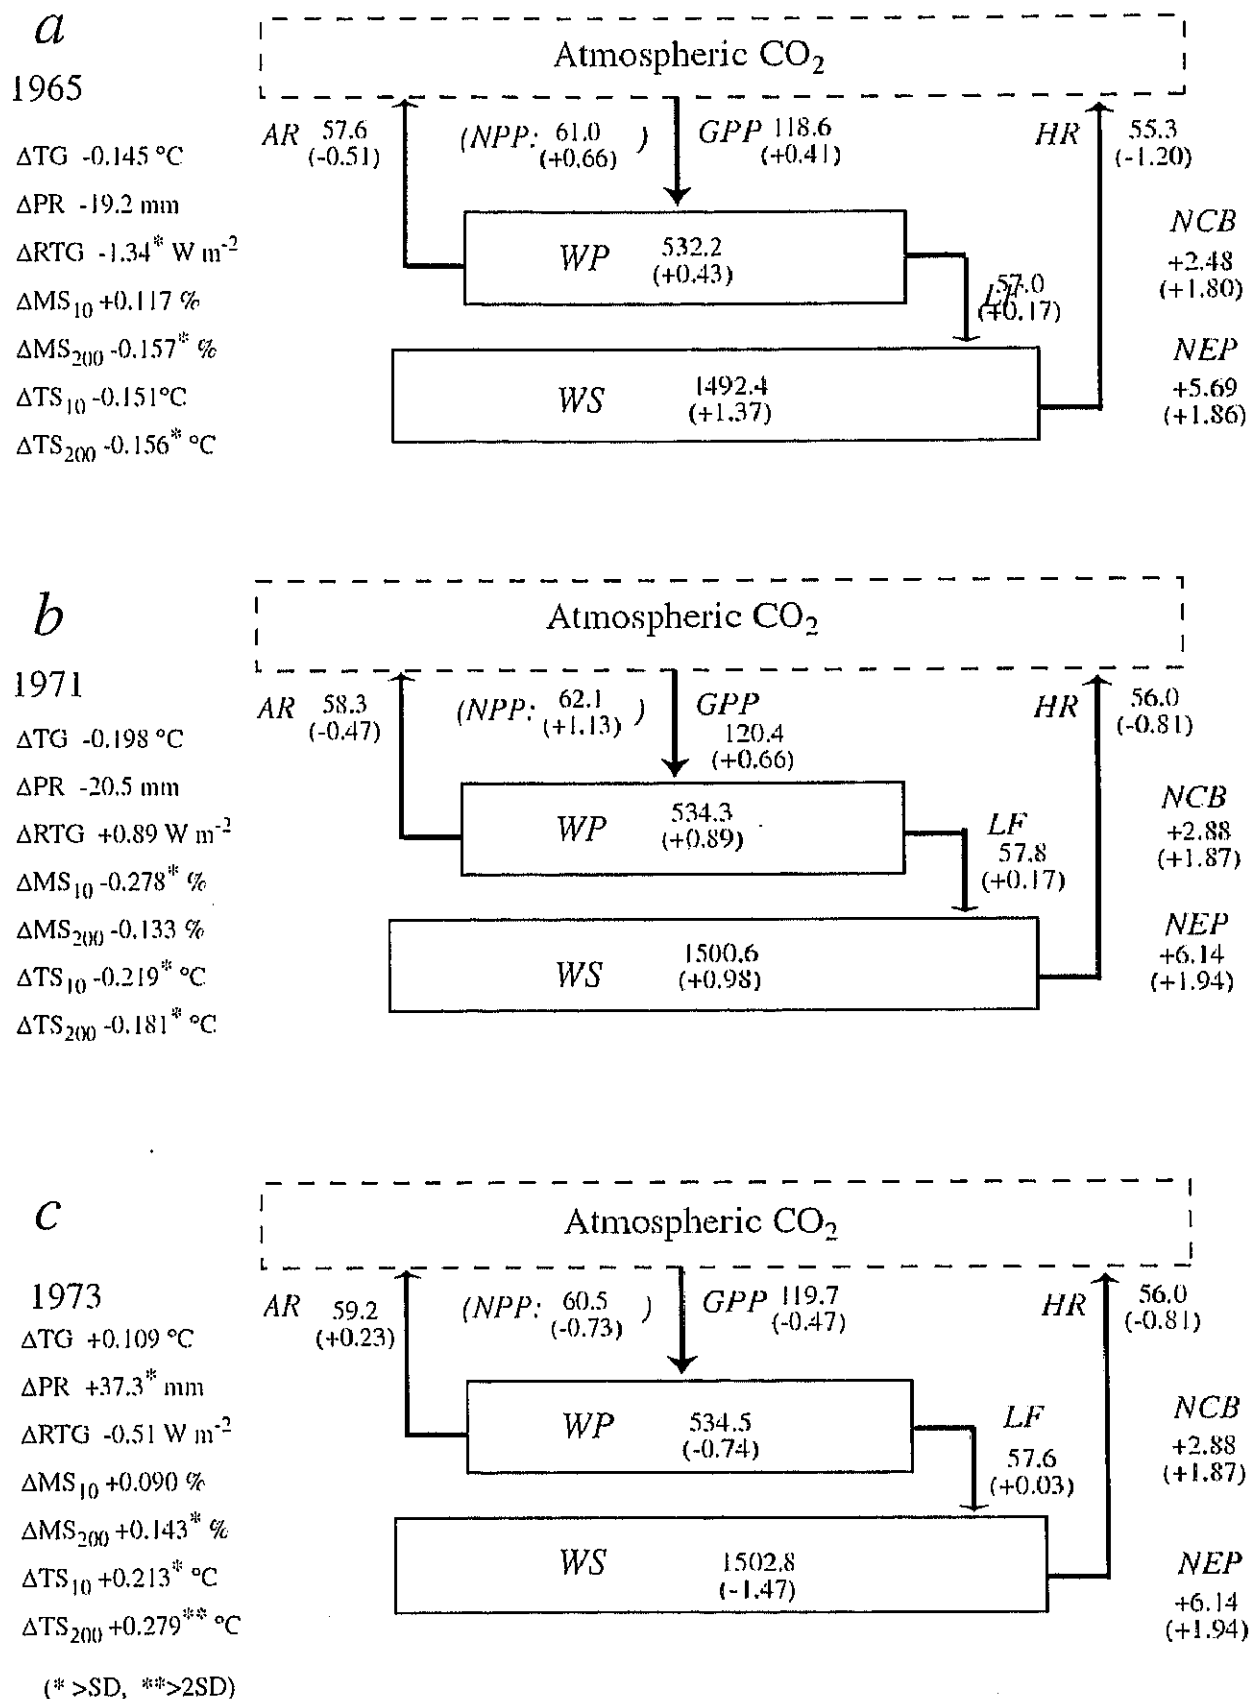 a
1965
ΔTG -0.145 °C
ΔPR -19.2 mm
ΔRTG -1.34* W m-2
ΔMS10 +0.117 %
ΔMS200 -0.157* %
ΔTS10 -0.151°C
ΔTS200 -0.156* °C
Atmospheric CO2
AR 57.6
(-0.51)
(NPP: 61.0 )
(+0.66)
GPP 118.6
(+0.41)
HR 55.3
(-1.20)
WP 532.2
(+0.43)
LF
57.0
(+0.17)
WS 1492.4
(+1.37)
NCB
+2.48
(+1.80)
NEP
+5.69
(+1.86)
b
1971
ΔTG -0.198 °C
ΔPR -20.5 mm
ΔRTG +0.89 W m-2
ΔMS10 -0.278* %
ΔMS200 -0.133 %
ΔTS10 -0.219* °C
ΔTS200 -0.181* °C
Atmospheric CO2
AR 58.3
(-0.47)
(NPP: 62.1 )
(+1.13)
GPP
120.4
(+0.66)
HR 56.0
(-0.81)
WP 534.3
(+0.89)
LF
57.8
(+0.17)
WS 1500.6
(+0.98)
NCB
+2.88
(+1.87)
NEP
+6.14
(+1.94)
c
1973
ΔTG +0.109 °C
ΔPR +37.3* mm
ΔRTG -0.51 W m-2
ΔMS10 +0.090 %
ΔMS200 +0.143* %
ΔTS10 +0.213* °C
ΔTS200 +0.279** °C
(* >SD, **>2SD)
Atmospheric CO2
AR 59.2
(+0.23)
(NPP: 60.5 )
(-0.73)
GPP 119.7
(-0.47)
HR 56.0
(-0.81)
WP 534.5
(-0.74)
LF
57.6
(+0.03)
WS 1502.8
(-1.47)
NCB
+2.88
(+1.87)
NEP
+6.14
(+1.94)